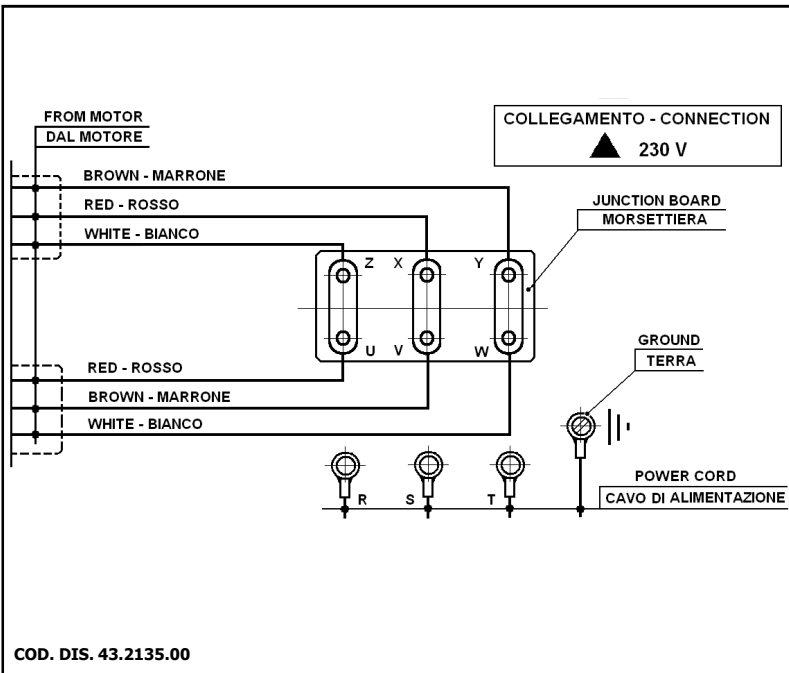 FROM MOTOR
DAL MOTORE
COLLEGAMENTO - CONNECTION
230 V
BROWN - MARRONE
RED - ROSSO
WHITE - BIANCO
JUNCTION BOARD
MORSETTIERA
Z X Y
U V W
RED - ROSSO
BROWN - MARRONE
WHITE - BIANCO
GROUND
TERRA
R S T
POWER CORD
CAVO DI ALIMENTAZIONE
COD. DIS. 43.2135.00